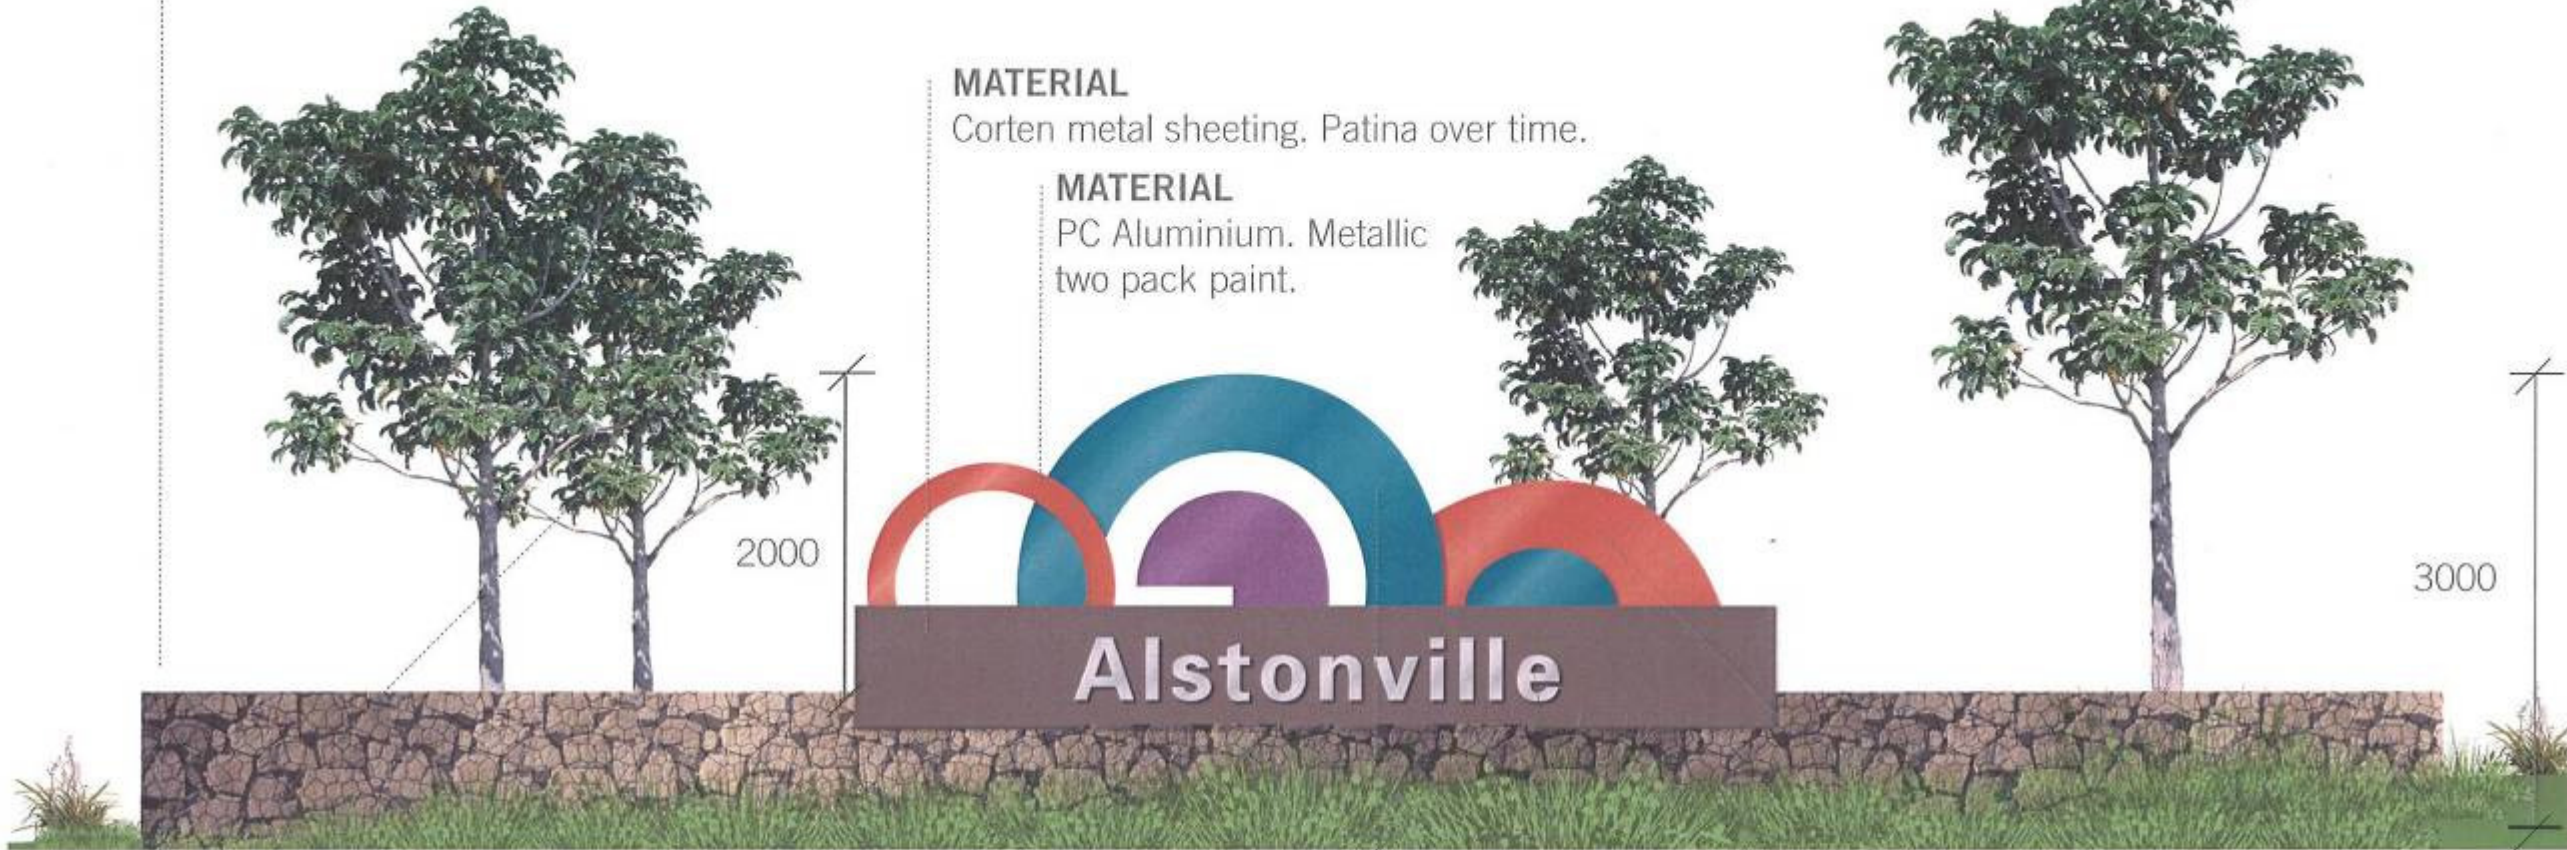 MATERIAL
Corten metal sheeting. Patina over time.
MATERIAL
PC Aluminium. Metallic
two pack paint.
2000
3000
Alstonville